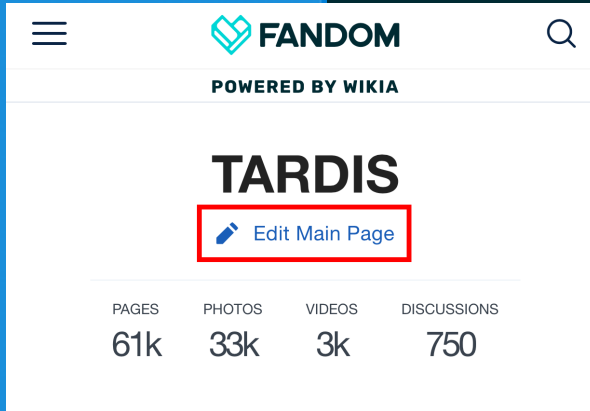 FANDOM
POWERED BY WIKIA
TARDIS
Edit Main Page
PAGES PHOTOS VIDEOS DISCUSSIONS
61k 33k 3k 750